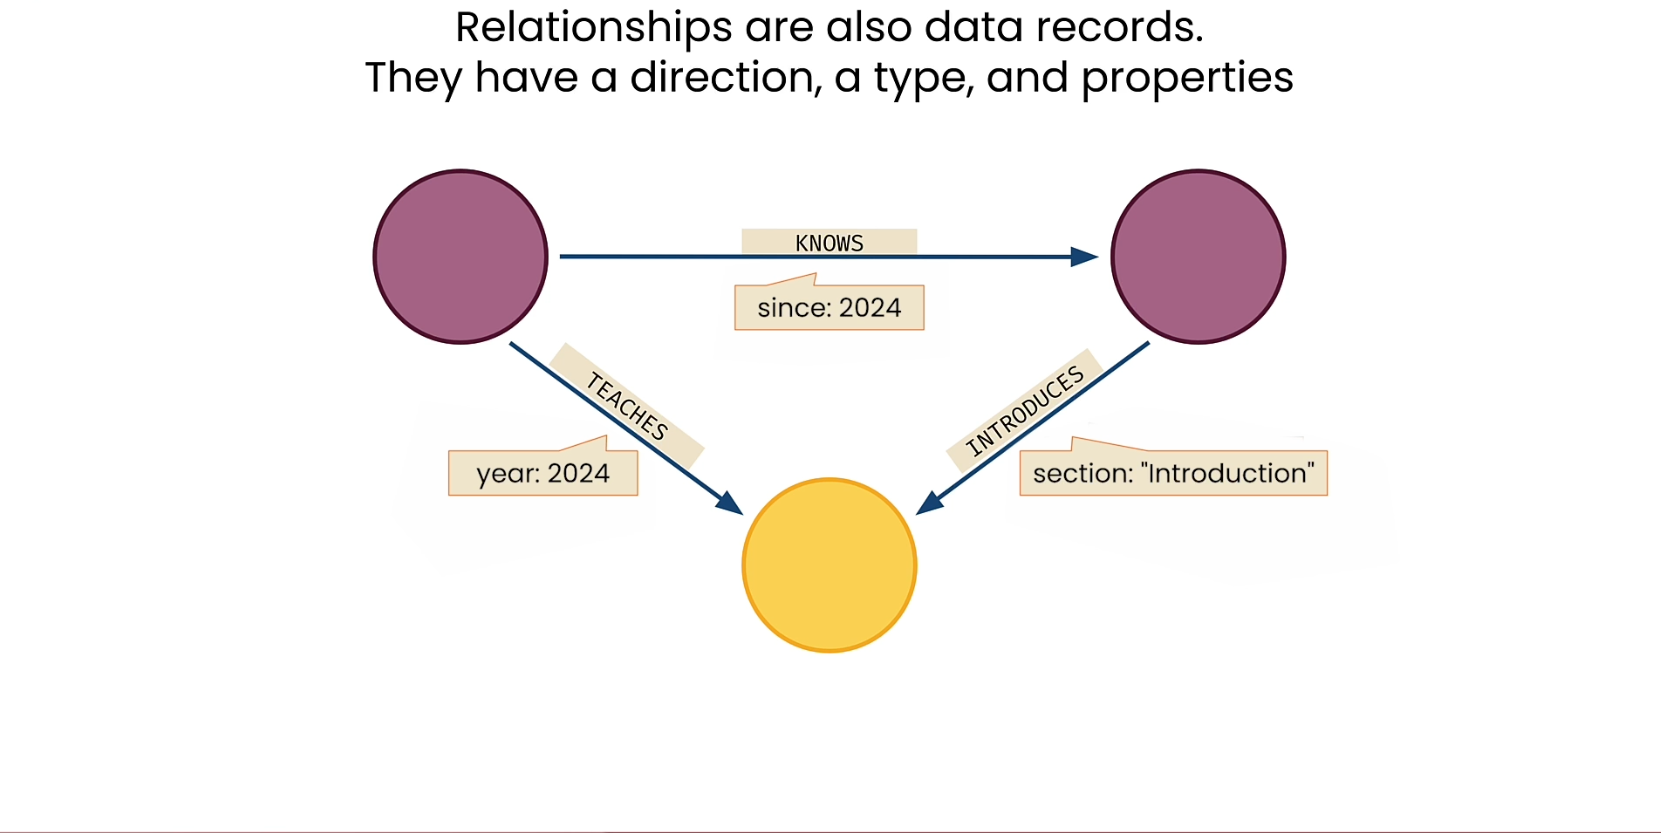 Relationships are also data records.
They have a direction, a type, and properties
KNOWS
since: 2024
TEACHES
INTRODUCES
year: 2024
section: "Introduction"